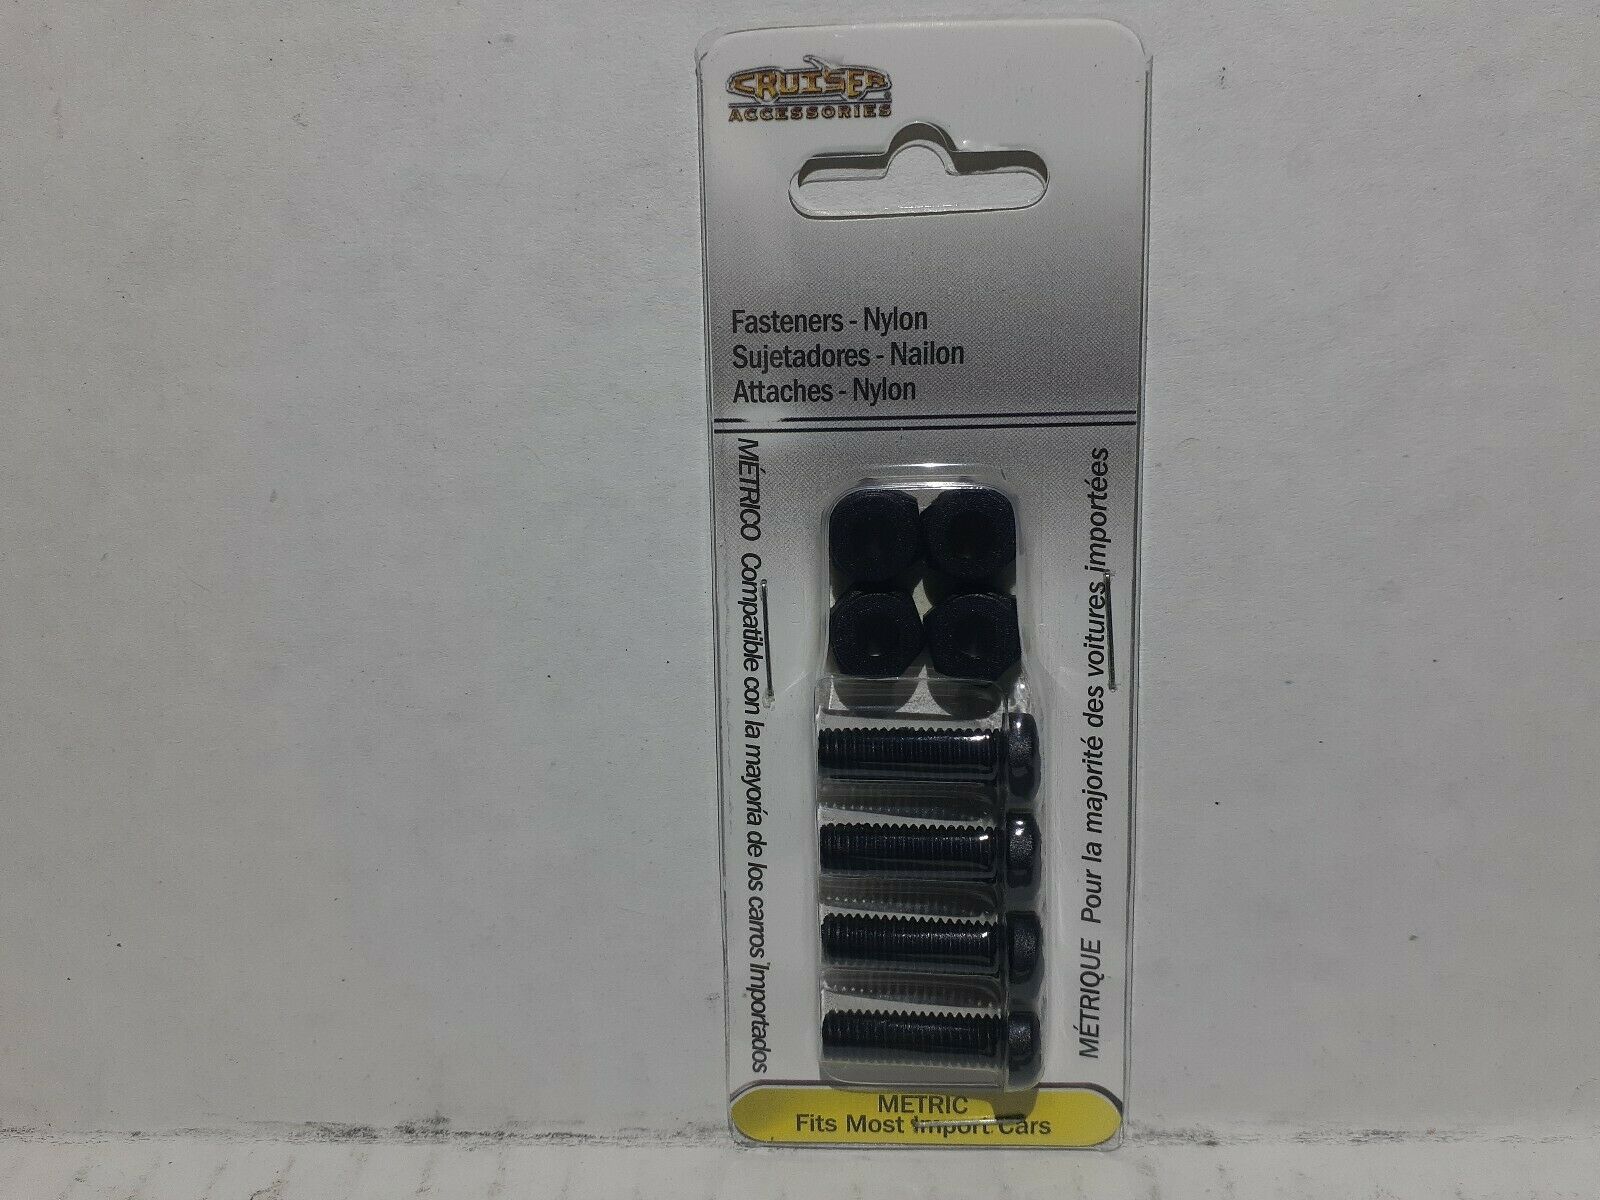 CRUISER
ACCESSORIES
Fasteners - Nylon
Sujetadores - Nailon
Attaches - Nylon
MÉTRICO Compatible con la mayoría de los carros Importados
MÉTRIQUE Pour la majorité des voitures importées
METRIC
Fits Most Import Cars